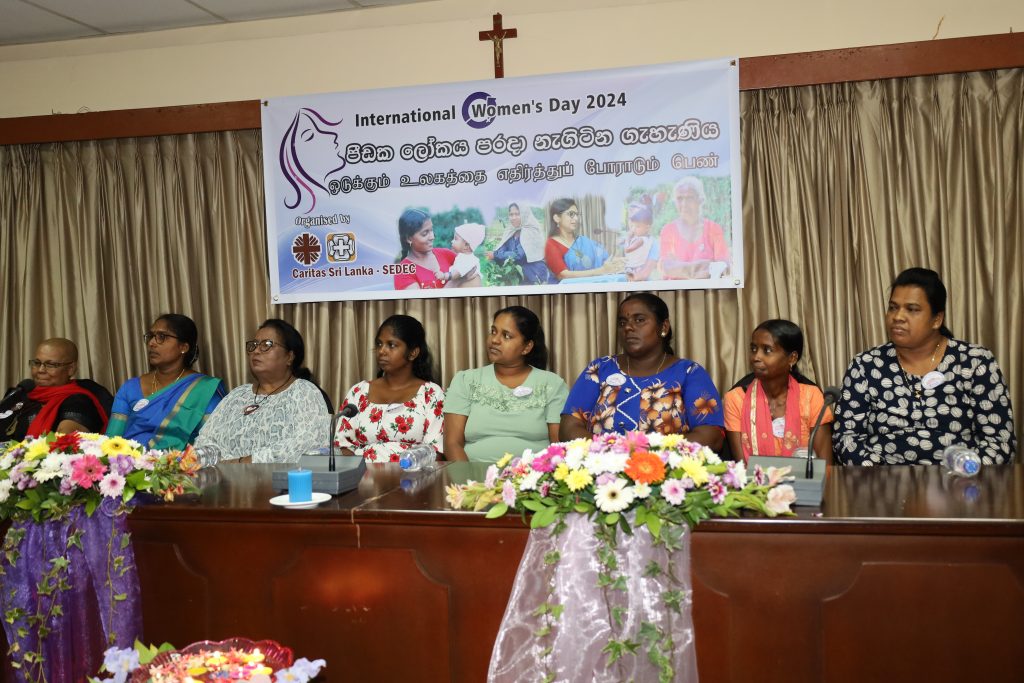 International Women's Day 2024
පීඩක ලෝකය පරදා නැගිටින ගැහැණිය
ஒடுக்கும் உலகத்தை எதிர்த்துப் போராடும் பெண்
Organised by
Caritas Sri Lanka - SEDEC